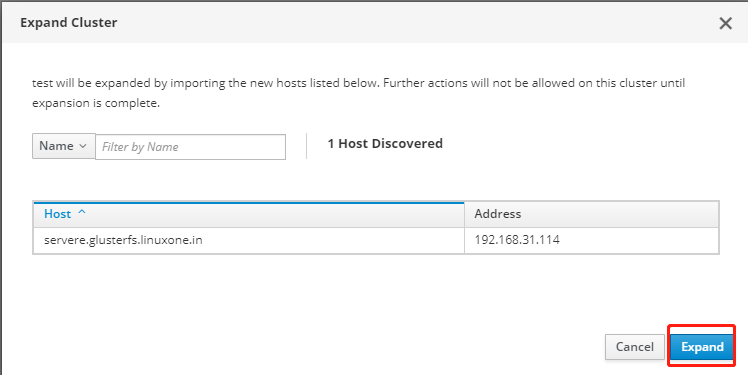 Expand Cluster
test will be expanded by importing the new hosts listed below. Further actions will not be allowed on this cluster until
expansion is complete.
Name Filter by Name 1 Host Discovered
Host Address
servere.glusterfs.linuxone.in 192.168.31.114
Cancel Expand